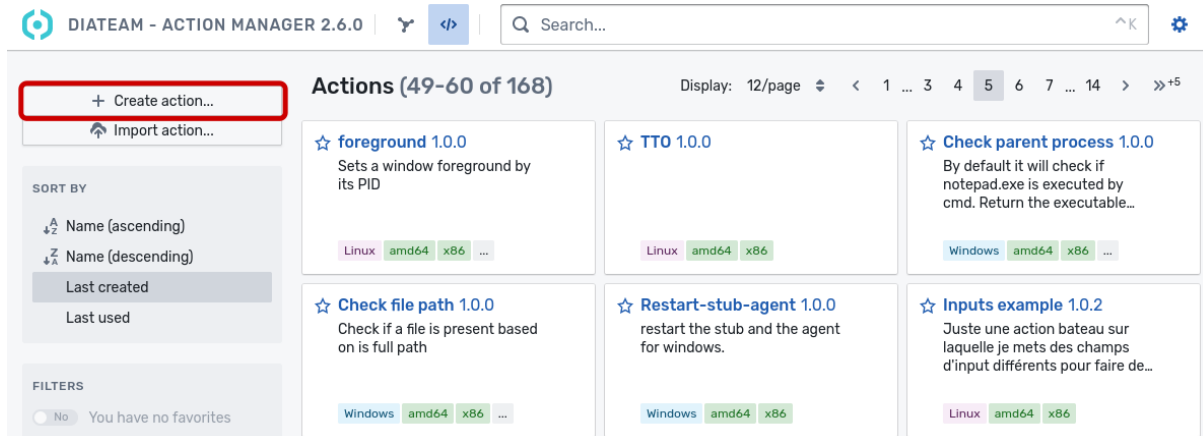 DIATEAM - ACTION MANAGER 2.6.0
</>
Search...
^K
+ Create action...
Import action...
SORT BY
Name (ascending)
Name (descending)
Last created
Last used
FILTERS
No You have no favorites
Actions (49-60 of 168)
Display: 12/page
< 1 ... 3 4 5 6 7 ... 14 > »+5
foreground 1.0.0
Sets a window foreground by
its PID
Linux amd64 x86 ...
TTO 1.0.0
Linux amd64 x86
Check parent process 1.0.0
By default it will check if
notepad.exe is executed by
cmd. Return the executable...
Windows amd64 x86 ...
Check file path 1.0.0
Check if a file is present based
on is full path
Windows amd64 x86 ...
Restart-stub-agent 1.0.0
restart the stub and the agent
for windows.
Windows amd64 x86
Inputs example 1.0.2
Juste une action bateau sur
laquelle je mets des champs
d'input différents pour faire de...
Linux amd64 x86